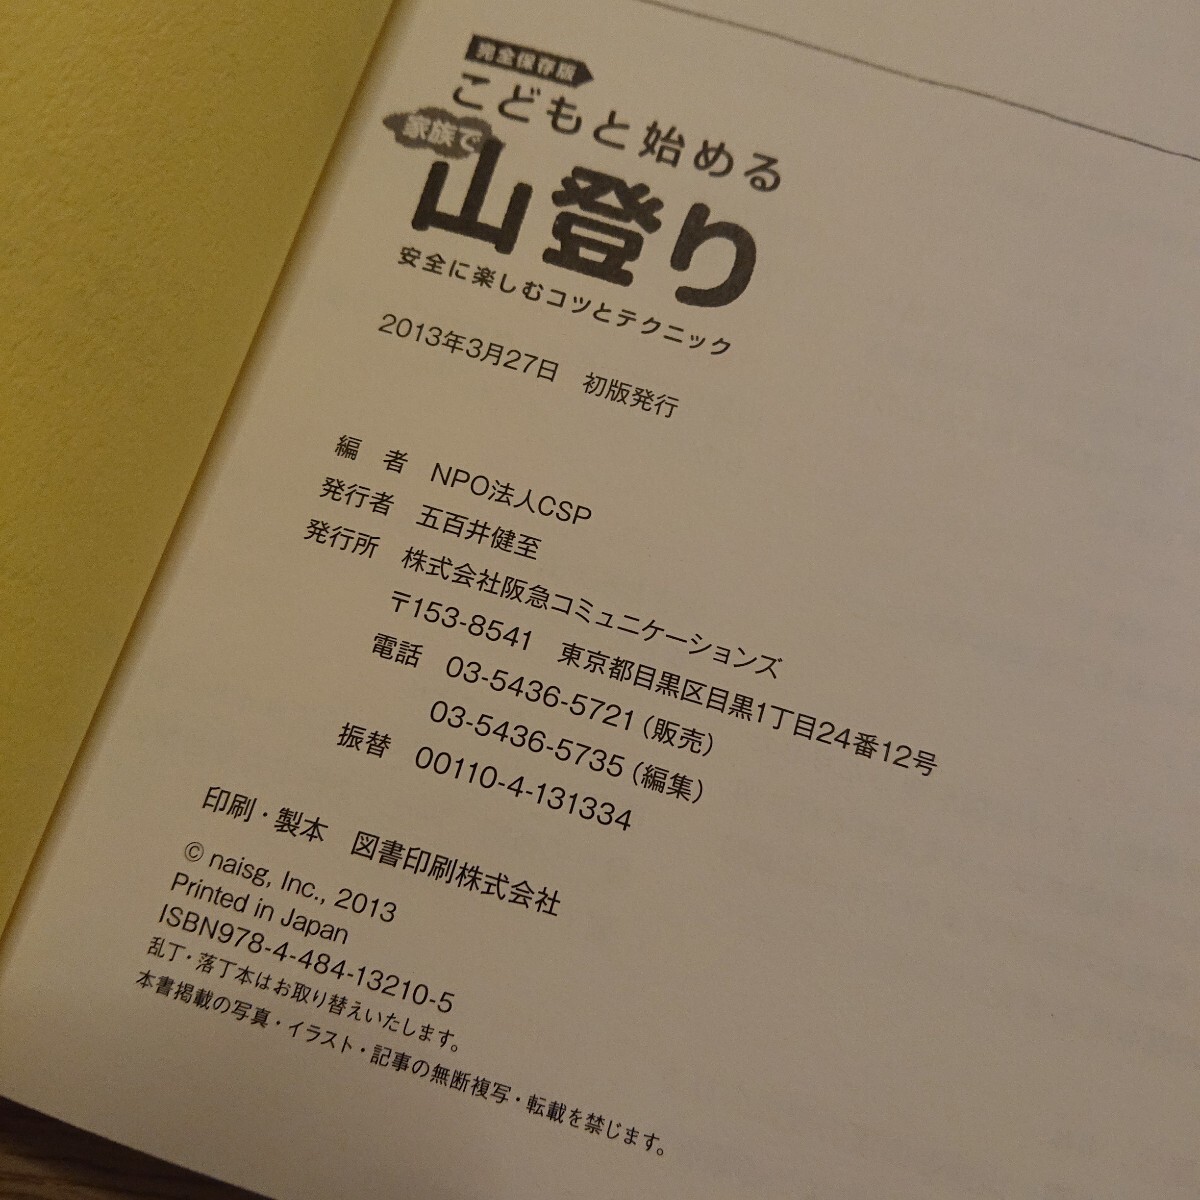 完全保存版
こどもと始める
家族で
山登り
安全に楽しむコツとテクニック
2013年3月27日 初版発行
編 者 NPO法人CSP
発行者 五百井健至
発行所 株式会社阪急コミュニケーションズ
〒153-8541 東京都目黒区目黒1丁目24番12号
電話 03-5436-5721（販売）
03-5436-5735（編集）
振替 00110-4-131334
印刷・製本 図書印刷株式会社
© naisg, Inc., 2013
Printed in Japan
ISBN978-4-484-13210-5
乱丁・落丁本はお取り替えいたします。
本書掲載の写真・イラスト・記事の無断複写・転載を禁じます。